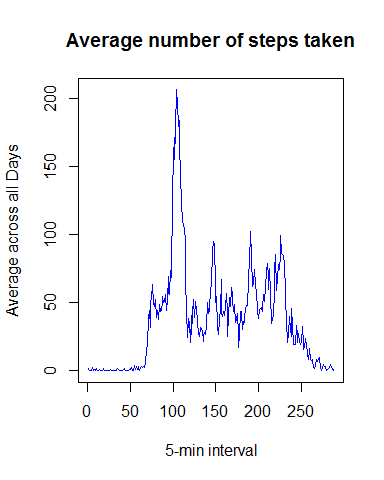 Average number of steps taken
Average across all Days
200
150
100
50
0
0 50 100 150 200 250
5-min interval